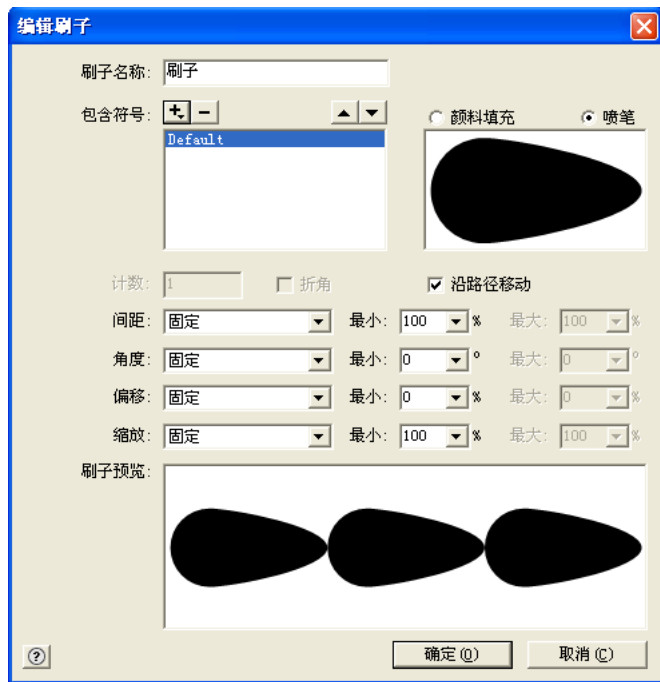 编辑刷子
刷子名称: 刷子
包含符号: + −
颜料填充 喷笔
Default
计数: 1 折角 沿路径移动
间距: 固定 最小: 100 % 最大: 100 %
角度: 固定 最小: 0 ° 最大: 0 °
偏移: 固定 最小: 0 % 最大: 0 %
缩放: 固定 最小: 100 % 最大: 100 %
刷子预览:
? 确定(O) 取消(C)